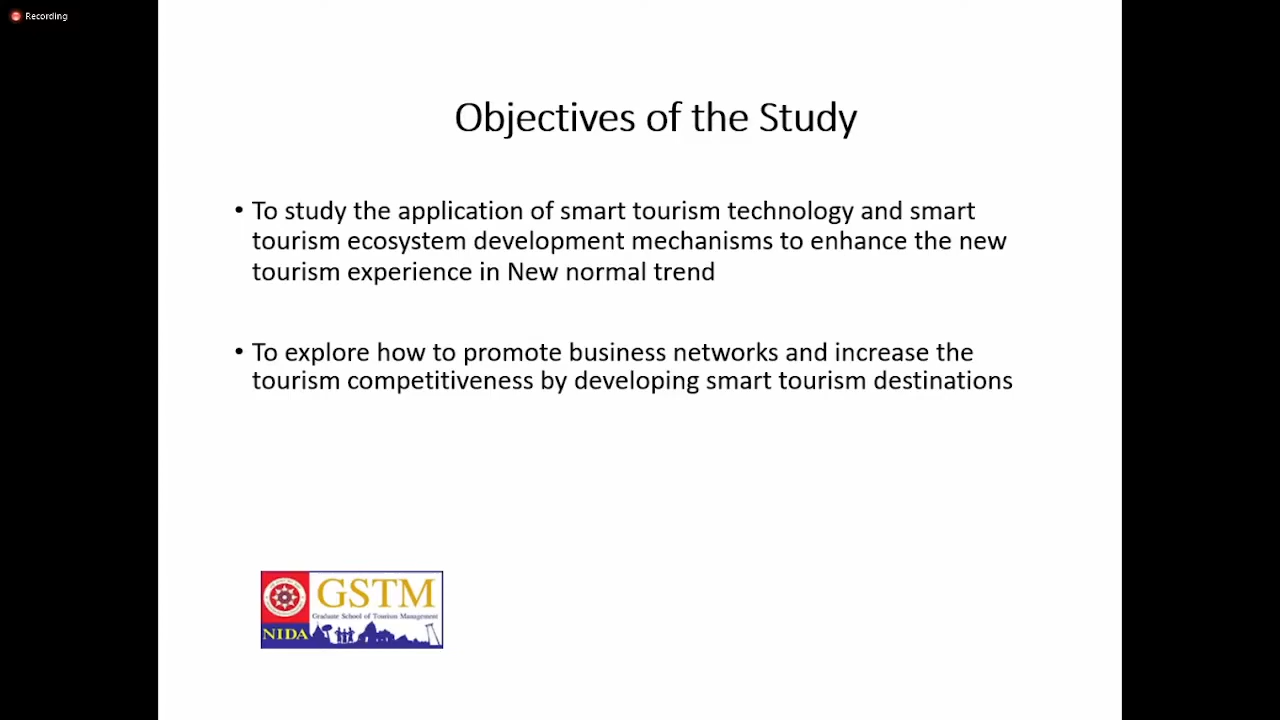 Recording
Objectives of the Study
• To study the application of smart tourism technology and smart
tourism ecosystem development mechanisms to enhance the new
tourism experience in New normal trend
• To explore how to promote business networks and increase the
tourism competitiveness by developing smart tourism destinations
GSTM
Graduate School of Tourism Management
NIDA